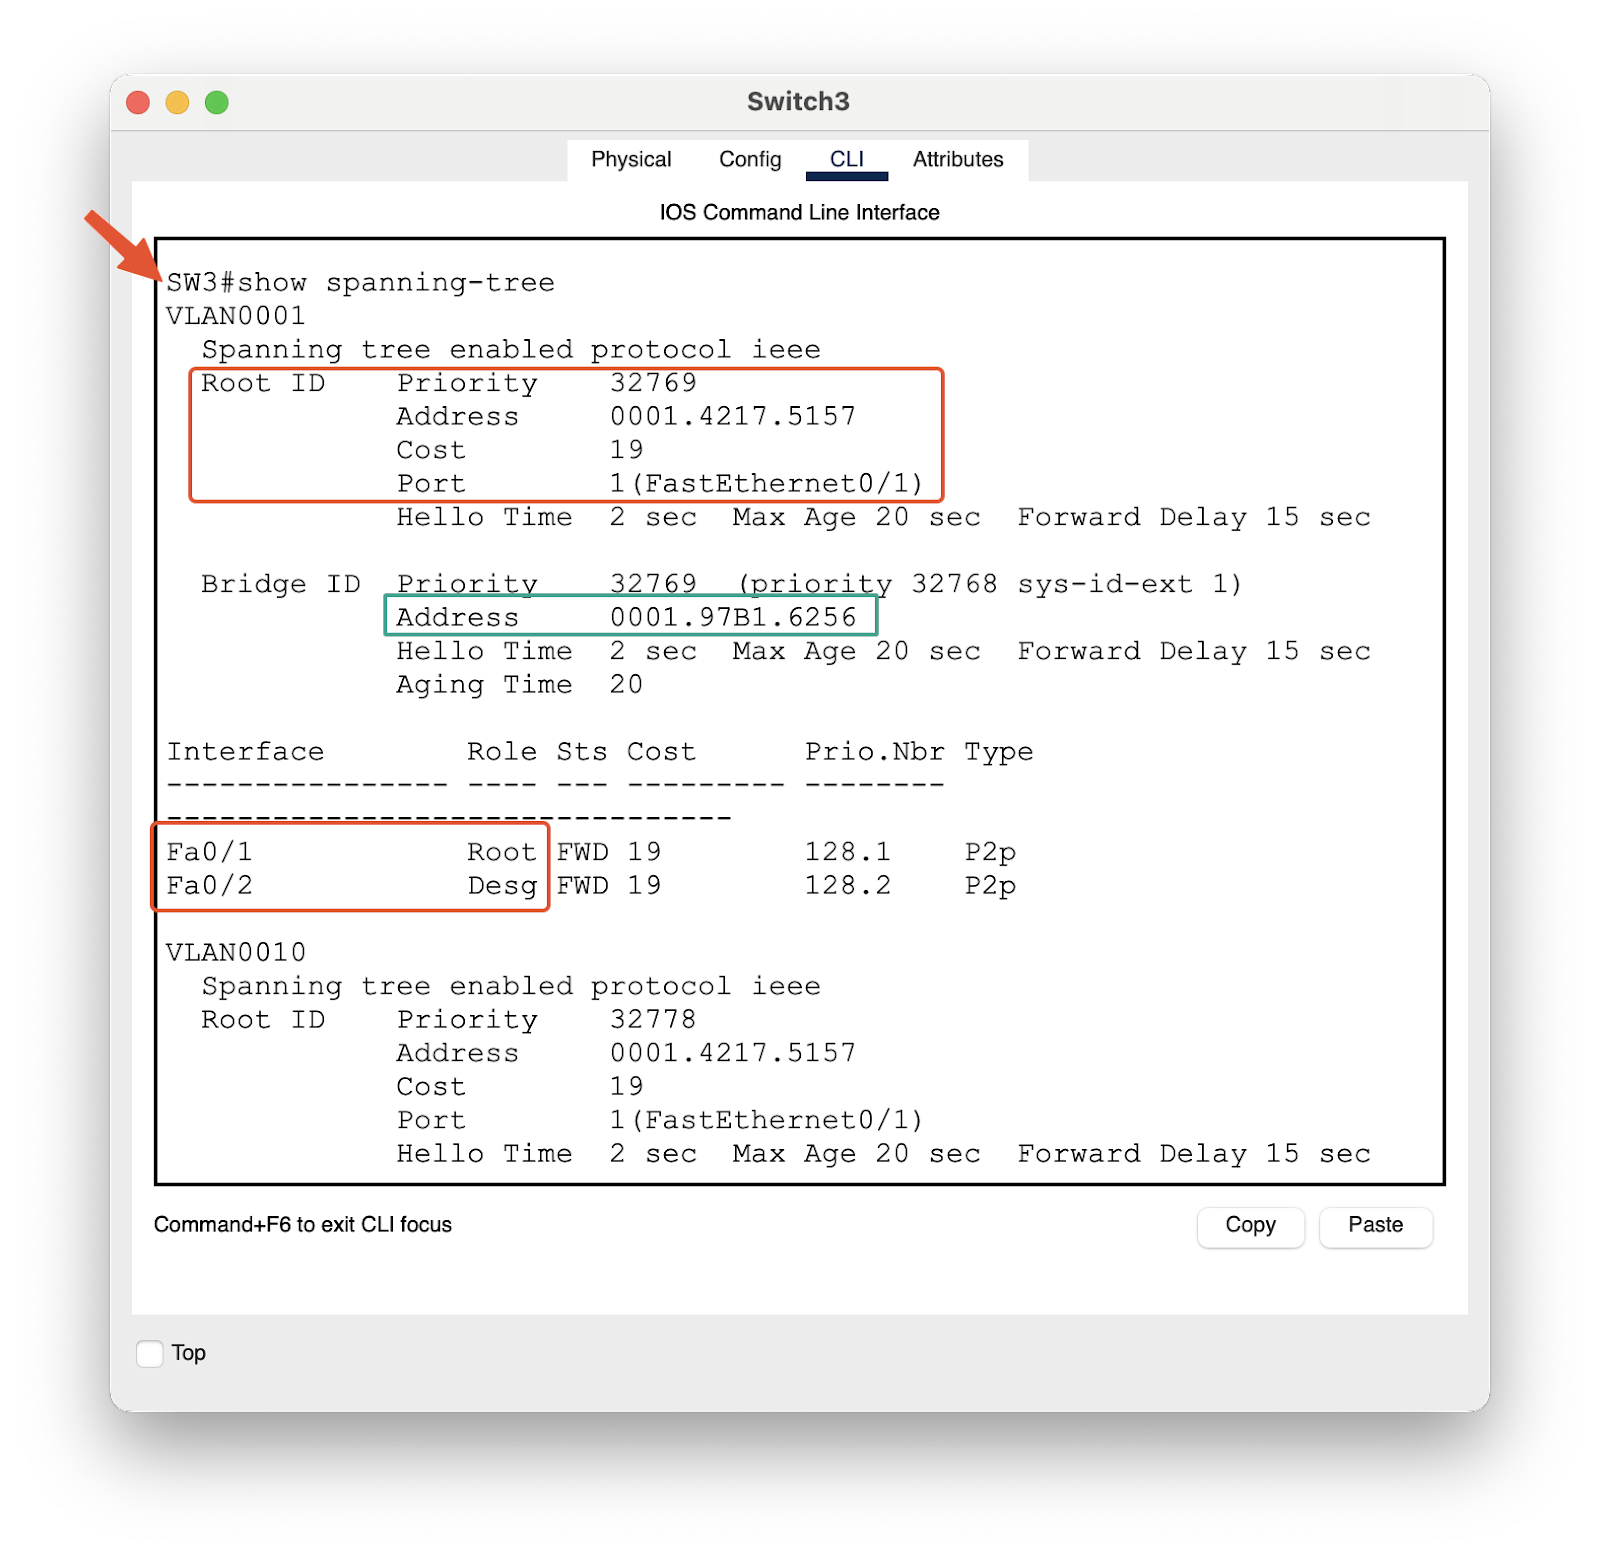 Switch3
Physical Config CLI Attributes
IOS Command Line Interface
SW3#show spanning-tree
VLAN0001
  Spanning tree enabled protocol ieee
  Root ID    Priority    32769
             Address     0001.4217.5157
             Cost        19
             Port        1(FastEthernet0/1)
             Hello Time  2 sec  Max Age 20 sec  Forward Delay 15 sec
  Bridge ID  Priority    32769  (priority 32768 sys-id-ext 1)
             Address     0001.97B1.6256
             Hello Time  2 sec  Max Age 20 sec  Forward Delay 15 sec
             Aging Time  20
Interface        Role Sts Cost      Prio.Nbr Type
---------------- ---- --- --------- --------
--------------------------------
Fa0/1            Root FWD 19        128.1    P2p
Fa0/2            Desg FWD 19        128.2    P2p
VLAN0010
  Spanning tree enabled protocol ieee
  Root ID    Priority    32778
             Address     0001.4217.5157
             Cost        19
             Port        1(FastEthernet0/1)
             Hello Time  2 sec  Max Age 20 sec  Forward Delay 15 sec
Command+F6 to exit CLI focus
Copy Paste
Top